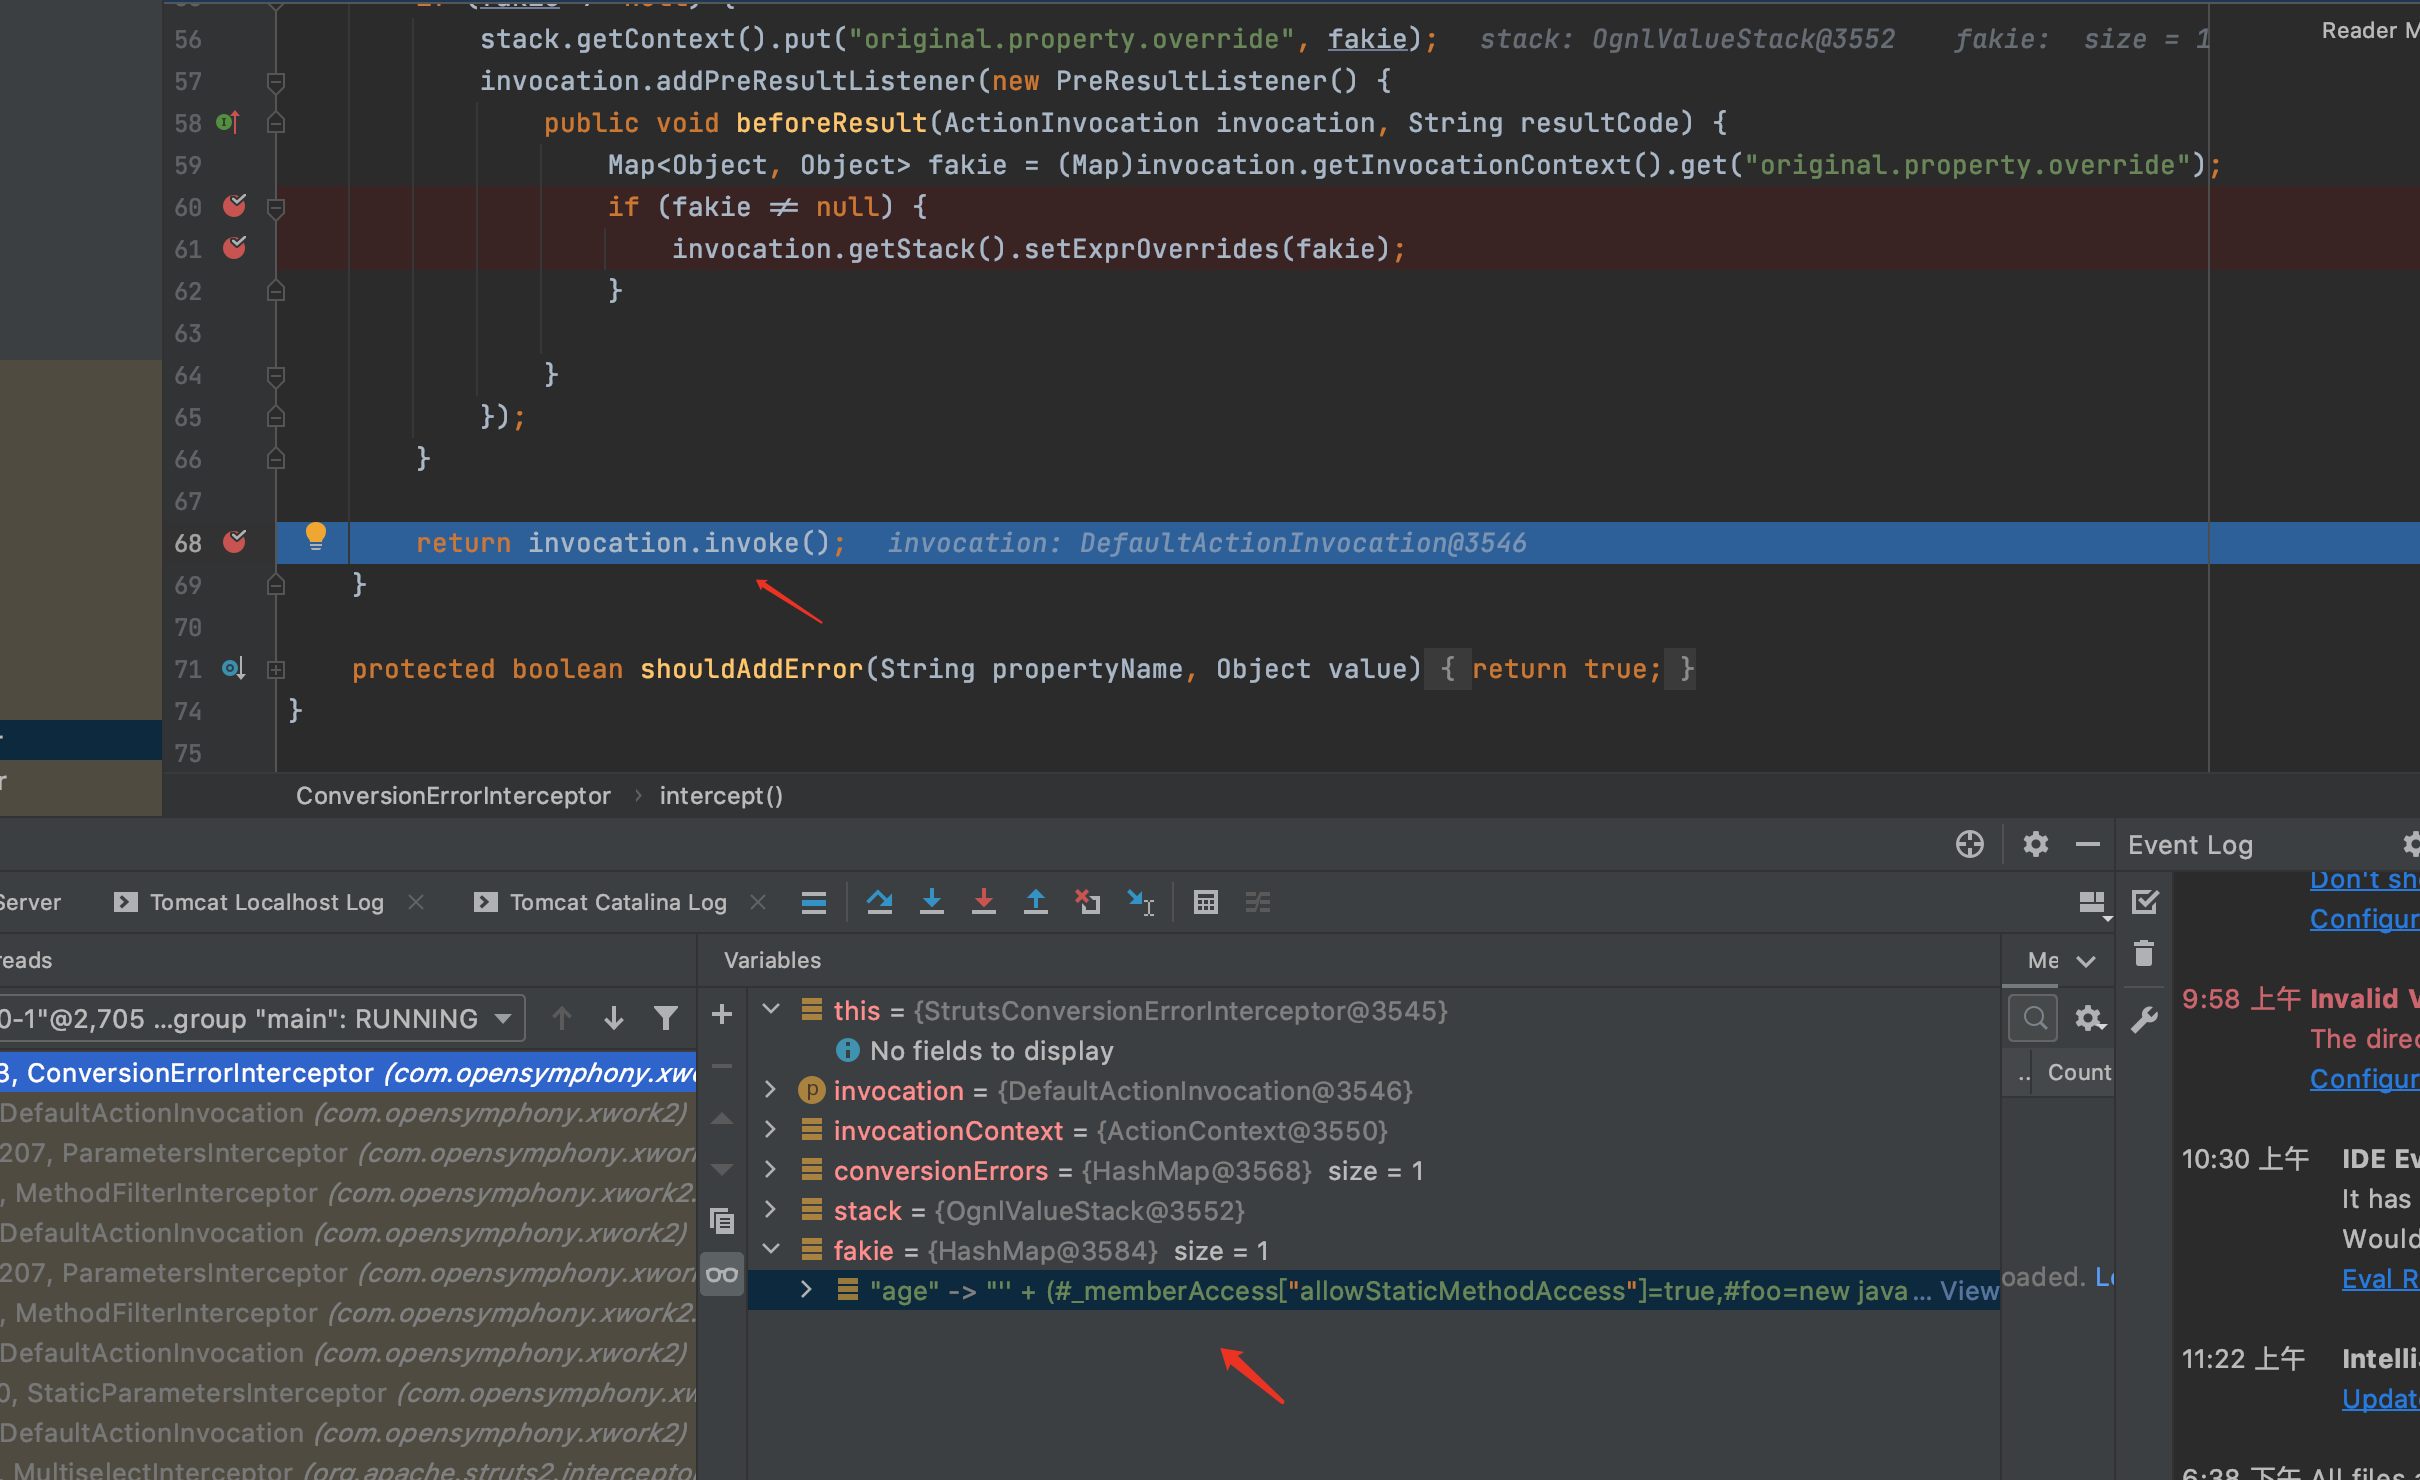 56 stack.getContext().put("original.property.override", fakie); stack: OgnlValueStack@3552 fakie: size = 1
Reader M
57 invocation.addPreResultListener(new PreResultListener() {
58 public void beforeResult(ActionInvocation invocation, String resultCode) {
59 Map<Object, Object> fakie = (Map)invocation.getInvocationContext().get("original.property.override");
60 if (fakie ≠ null) {
61 invocation.getStack().setExprOverrides(fakie);
62 }
63
64 }
65 });
66 }
67
68 return invocation.invoke(); invocation: DefaultActionInvocation@3546
69 }
70
71 protected boolean shouldAddError(String propertyName, Object value) { return true; }
74 }
75
ConversionErrorInterceptor › intercept()
Event Log
Server
Tomcat Localhost Log ×
Tomcat Catalina Log ×
reads
0-1"@2,705 ...group "main": RUNNING
3, ConversionErrorInterceptor (com.opensymphony.xwo
DefaultActionInvocation (com.opensymphony.xwork2)
207, ParametersInterceptor (com.opensymphony.xwor
, MethodFilterInterceptor (com.opensymphony.xwork2.
DefaultActionInvocation (com.opensymphony.xwork2)
207, ParametersInterceptor (com.opensymphony.xwor
, MethodFilterInterceptor (com.opensymphony.xwork2.
DefaultActionInvocation (com.opensymphony.xwork2)
0, StaticParametersInterceptor (com.opensymphony.xw
DefaultActionInvocation (com.opensymphony.xwork2)
, MultiselectInterceptor (org.apache.struts2.intercepto
Variables
this = {StrutsConversionErrorInterceptor@3545}
No fields to display
invocation = {DefaultActionInvocation@3546}
invocationContext = {ActionContext@3550}
conversionErrors = {HashMap@3568} size = 1
stack = {OgnlValueStack@3552}
fakie = {HashMap@3584} size = 1
"age" -> "'" + (#_memberAccess["allowStaticMethodAccess"]=true,#foo=new java... View
Me
.. Count
oaded. Lo
Don't sh
Configur
9:58 上午 Invalid V
The direc
Configur
10:30 上午 IDE Ev
It has
Would
Eval R
11:22 上午 Intelli
Updat
6:38 下午 All files